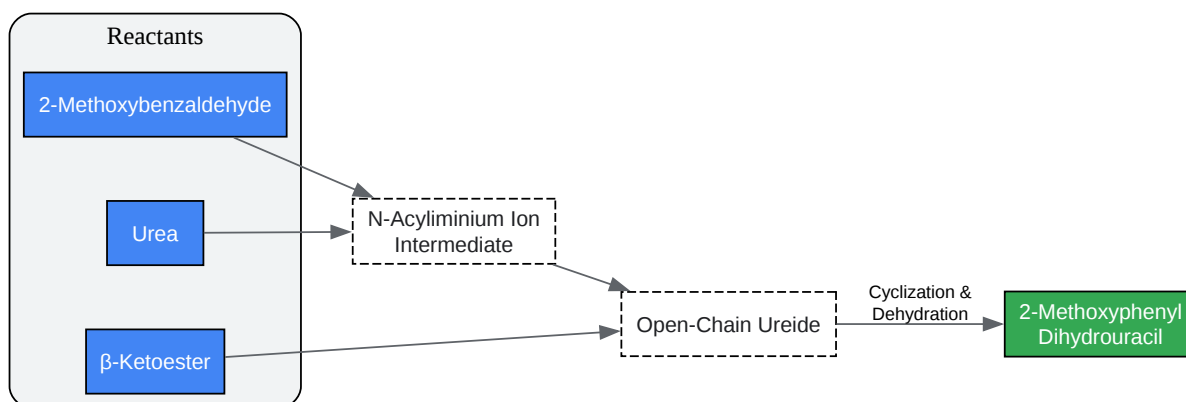 Reactants
2-Methoxybenzaldehyde
Urea
β-Ketoester
N-Acyliminium Ion
Intermediate
Open-Chain Ureide
Cyclization &
Dehydration
2-Methoxyphenyl
Dihydrouracil